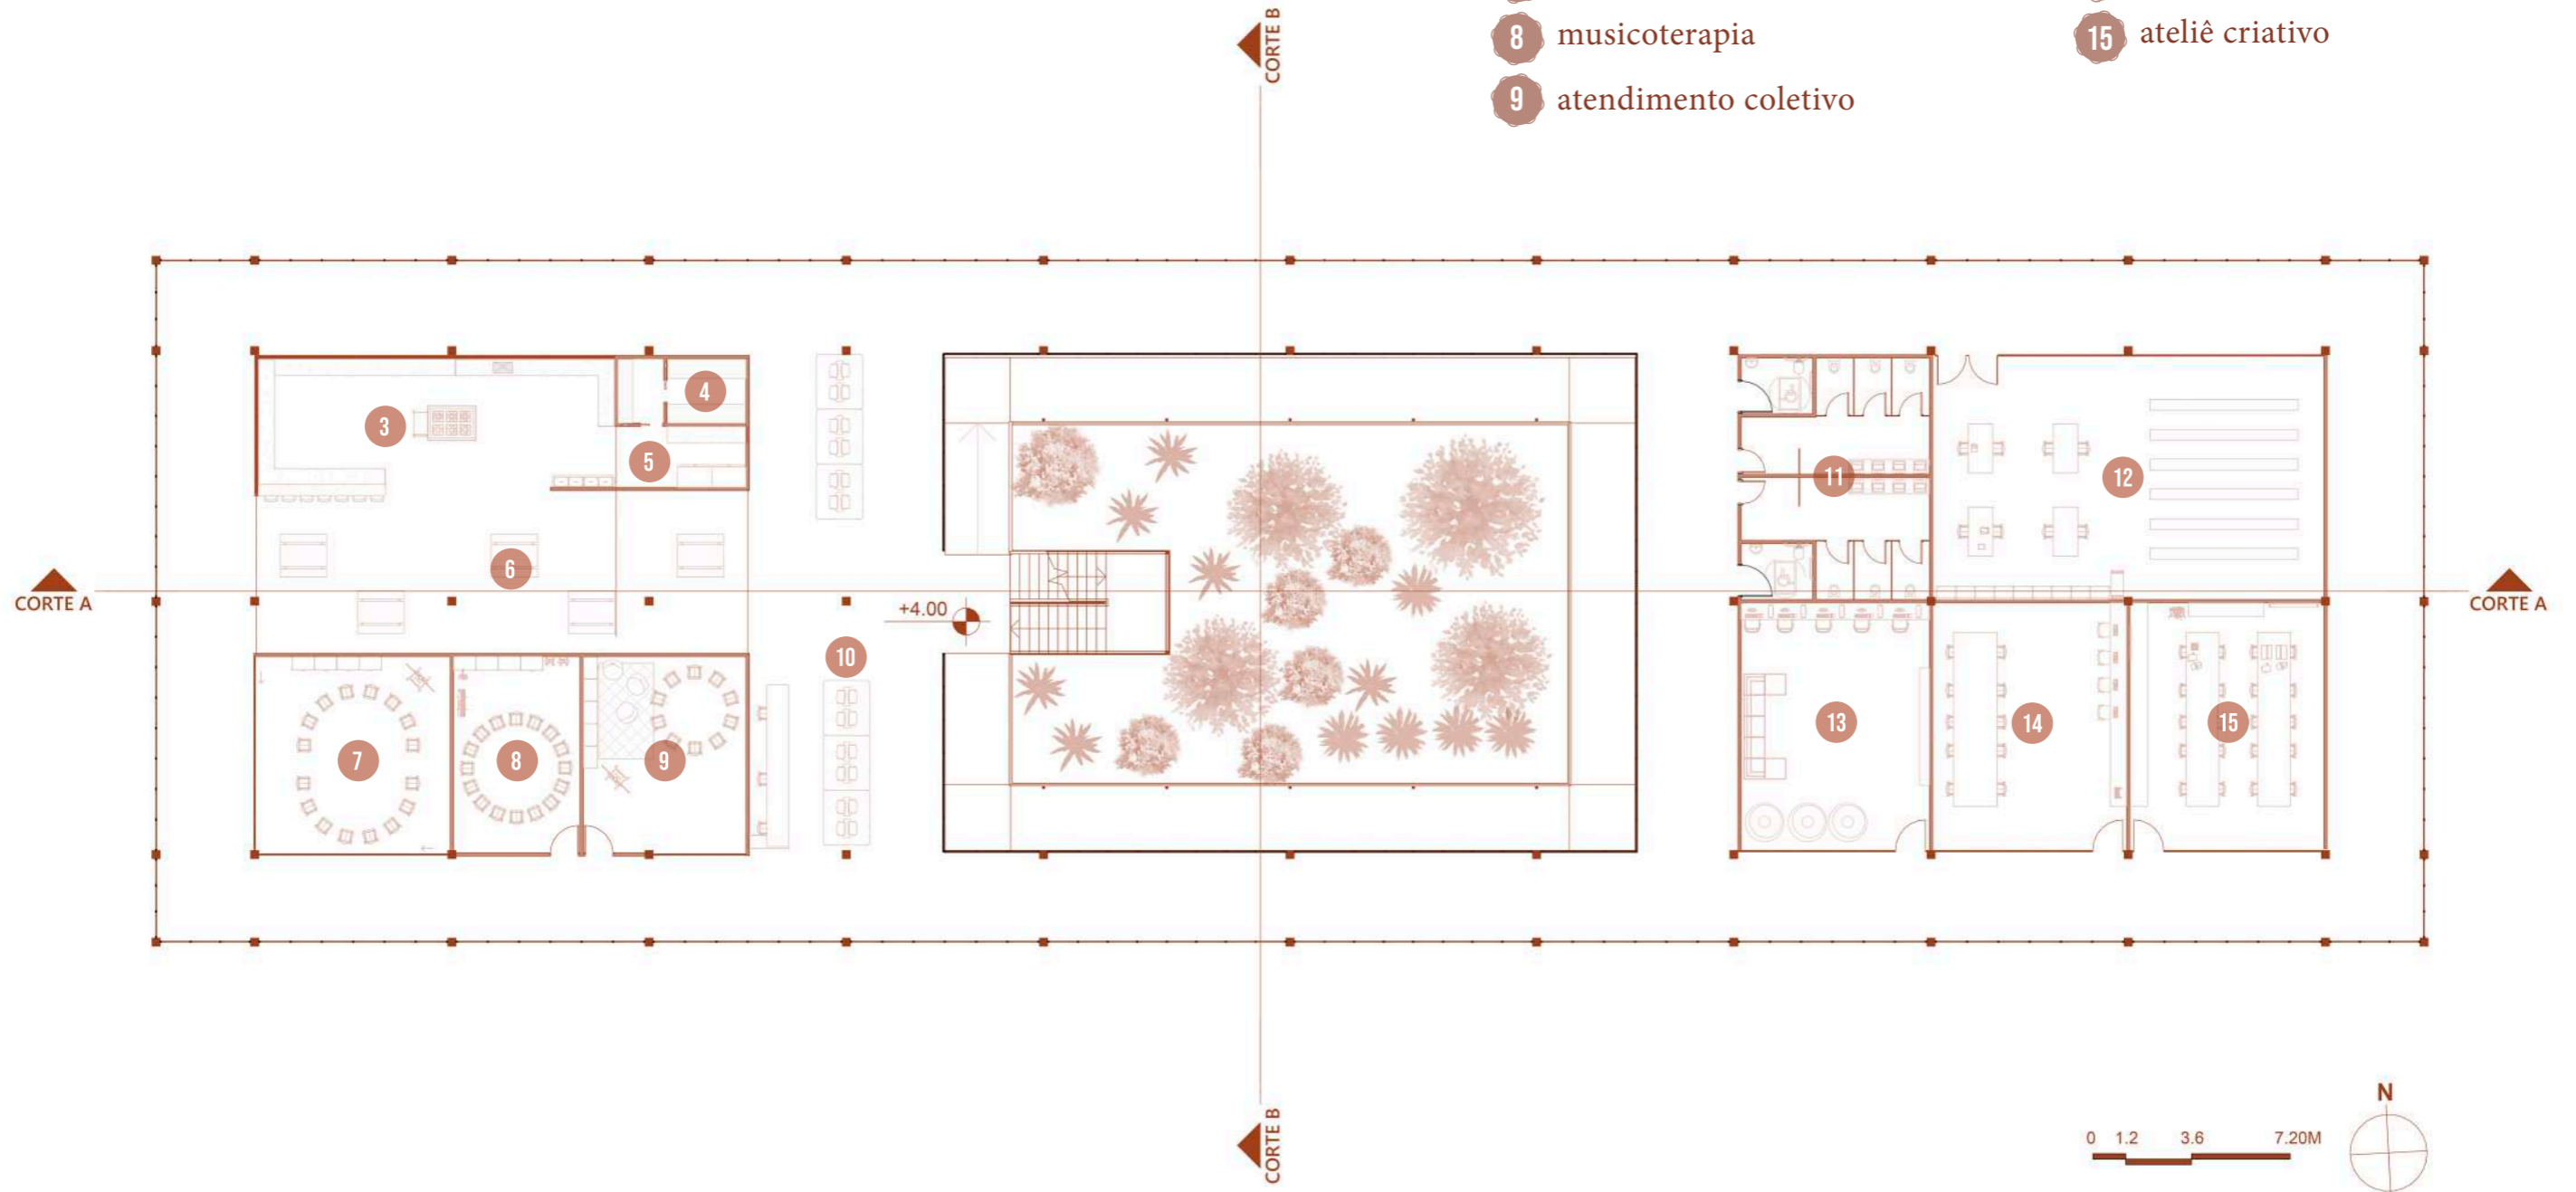 8 musicoterapia
15 ateliê criativo
9 atendimento coletivo
CORTE B
3
4
5
6
11
12
CORTE A
CORTE A
+4.00
10
7
8
9
13
14
15
CORTE B
N
0 1.2 3.6 7.20M